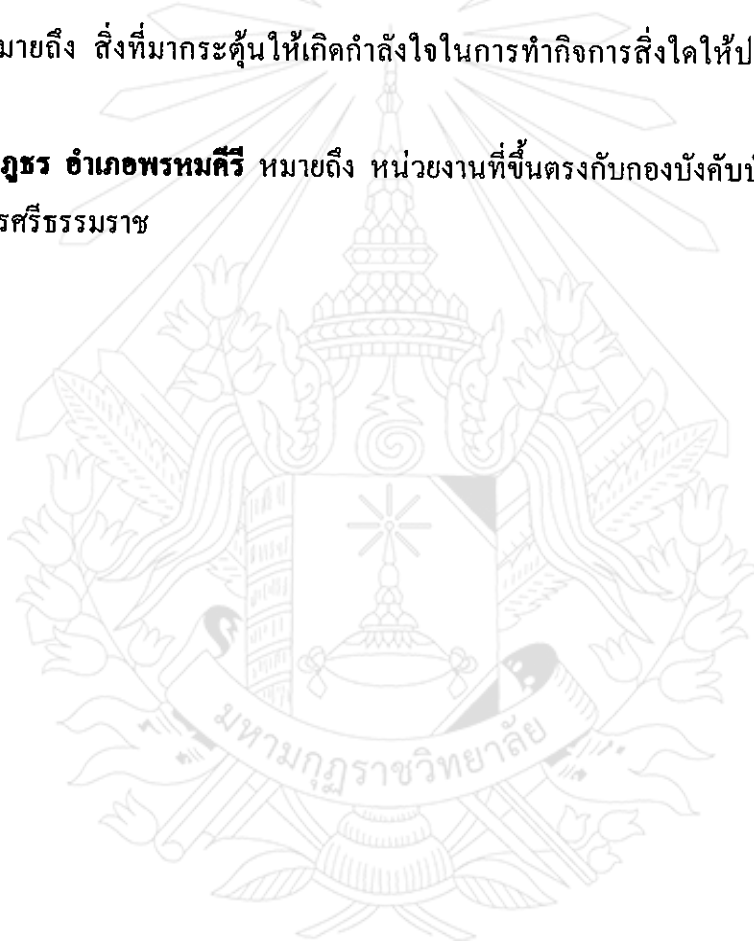 มายถึง สิ่งที่มากระตุ้นให้เกิดกำลังใจในการทำกิจการสิ่งใดให้ป
ภูธร อำเภอพรหมคีรี หมายถึง หน่วยงานที่ขึ้นตรงกับกองบังคับบ
รศรีธรรมราช
มหามกุฏราชวิทยาลัย